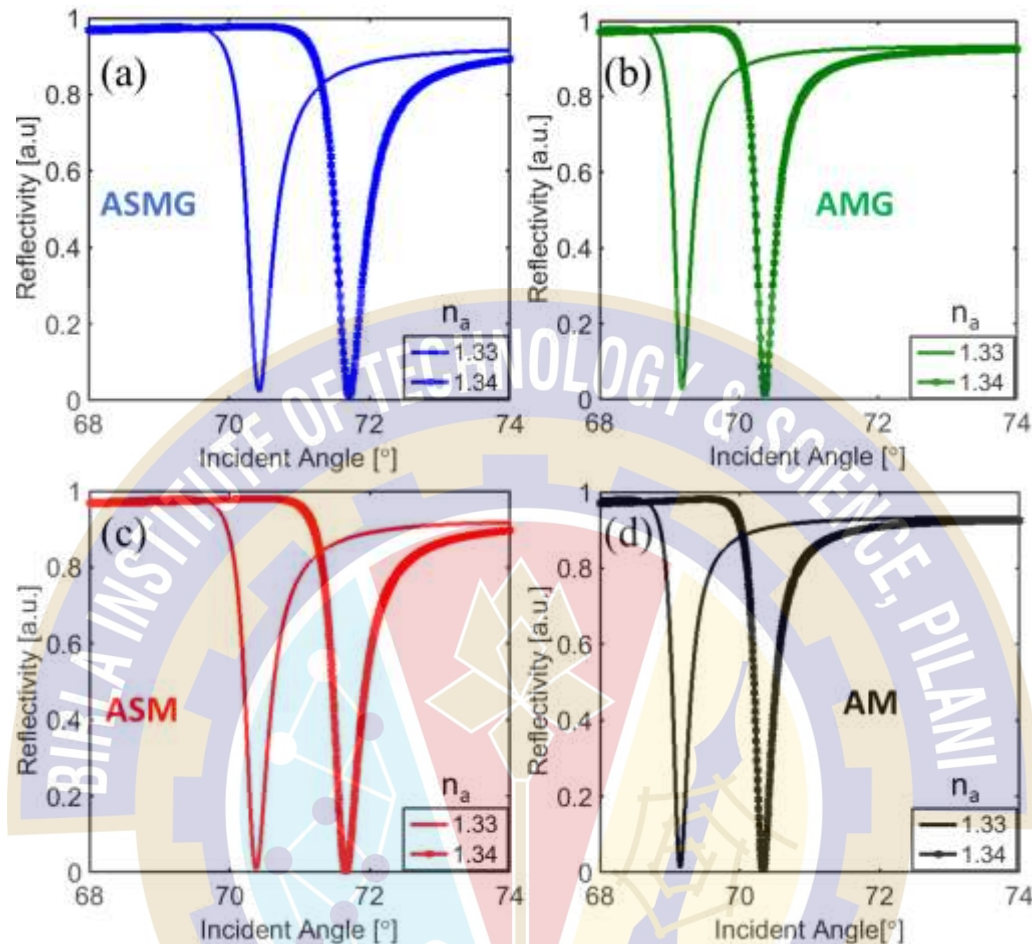 (a)
ASMG
Reflectivity [a.u]
1
0.8
0.6
0.4
0.2
0
68
70
72
74
Incident Angle [°]
nₐ
1.33
1.34
(b)
AMG
Reflectivity [a.u.]
1
0.8
0.6
0.4
0.2
0
68
70
72
74
Incident Angle [°]
nₐ
1.33
1.34
(c)
ASM
Reflectivity [a.u.]
1
0.8
0.6
0.4
0.2
0
68
70
72
74
Incident Angle [°]
nₐ
1.33
1.34
(d)
AM
Reflectivity [a.u.]
1
0.8
0.6
0.4
0.2
0
68
70
72
74
Incident Angle[°]
nₐ
1.33
1.34
BIRLA INSTITUTE OF TECHNOLOGY & SCIENCE, PILANI